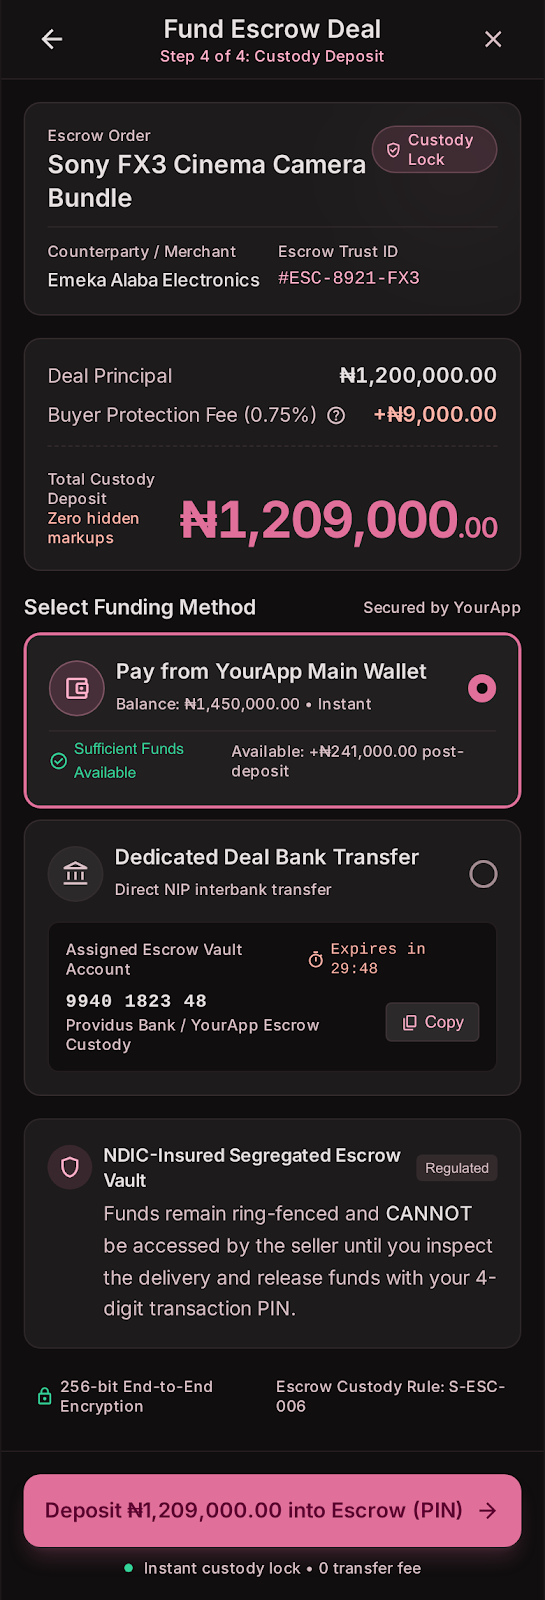 Fund Escrow Deal
Step 4 of 4: Custody Deposit
Escrow Order
Sony FX3 Cinema Camera
Bundle
Custody
Lock
Counterparty / Merchant
Emeka Alaba Electronics
Escrow Trust ID
#ESC-8921-FX3
Deal Principal
₦1,200,000.00
Buyer Protection Fee (0.75%)
+₦9,000.00
Total Custody
Deposit
Zero hidden
markups
₦1,209,000.00
Select Funding Method
Secured by YourApp
Pay from YourApp Main Wallet
Balance: ₦1,450,000.00 • Instant
Sufficient Funds
Available
Available: +₦241,000.00 post-
deposit
Dedicated Deal Bank Transfer
Direct NIP interbank transfer
Assigned Escrow Vault
Account
Expires in
29:48
9940 1823 48
Providus Bank / YourApp Escrow
Custody
Copy
NDIC-Insured Segregated Escrow
Vault
Regulated
Funds remain ring-fenced and CANNOT
be accessed by the seller until you inspect
the delivery and release funds with your 4-
digit transaction PIN.
256-bit End-to-End
Encryption
Escrow Custody Rule: S-ESC-
006
Deposit ₦1,209,000.00 into Escrow (PIN)
Instant custody lock • 0 transfer fee